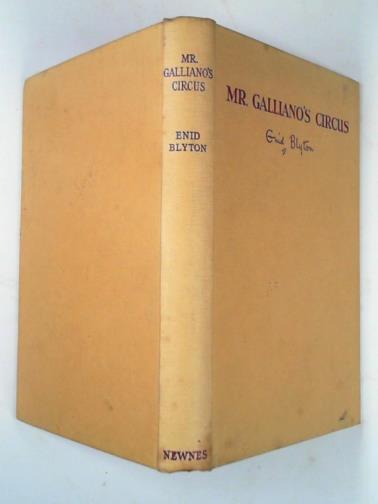 MR.
GALLIANO'S
CIRCUS
ENID
BLYTON
NEWNES
MR. GALLIANO'S CIRCUS
Enid Blyton